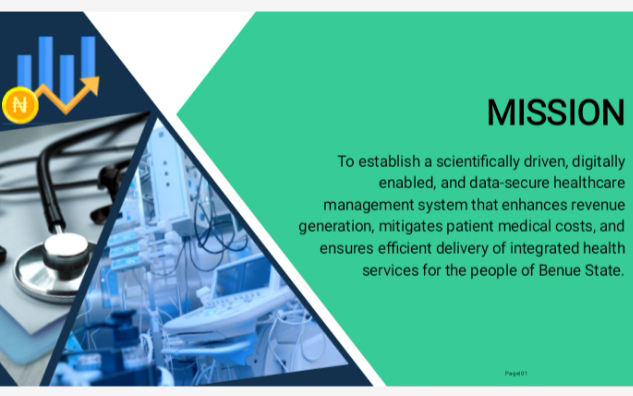 MISSION
To establish a scientifically driven, digitally
enabled, and data-secure healthcare
management system that enhances revenue
generation, mitigates patient medical costs, and
ensures efficient delivery of integrated health
services for the people of Benue State.
₦
Page|01